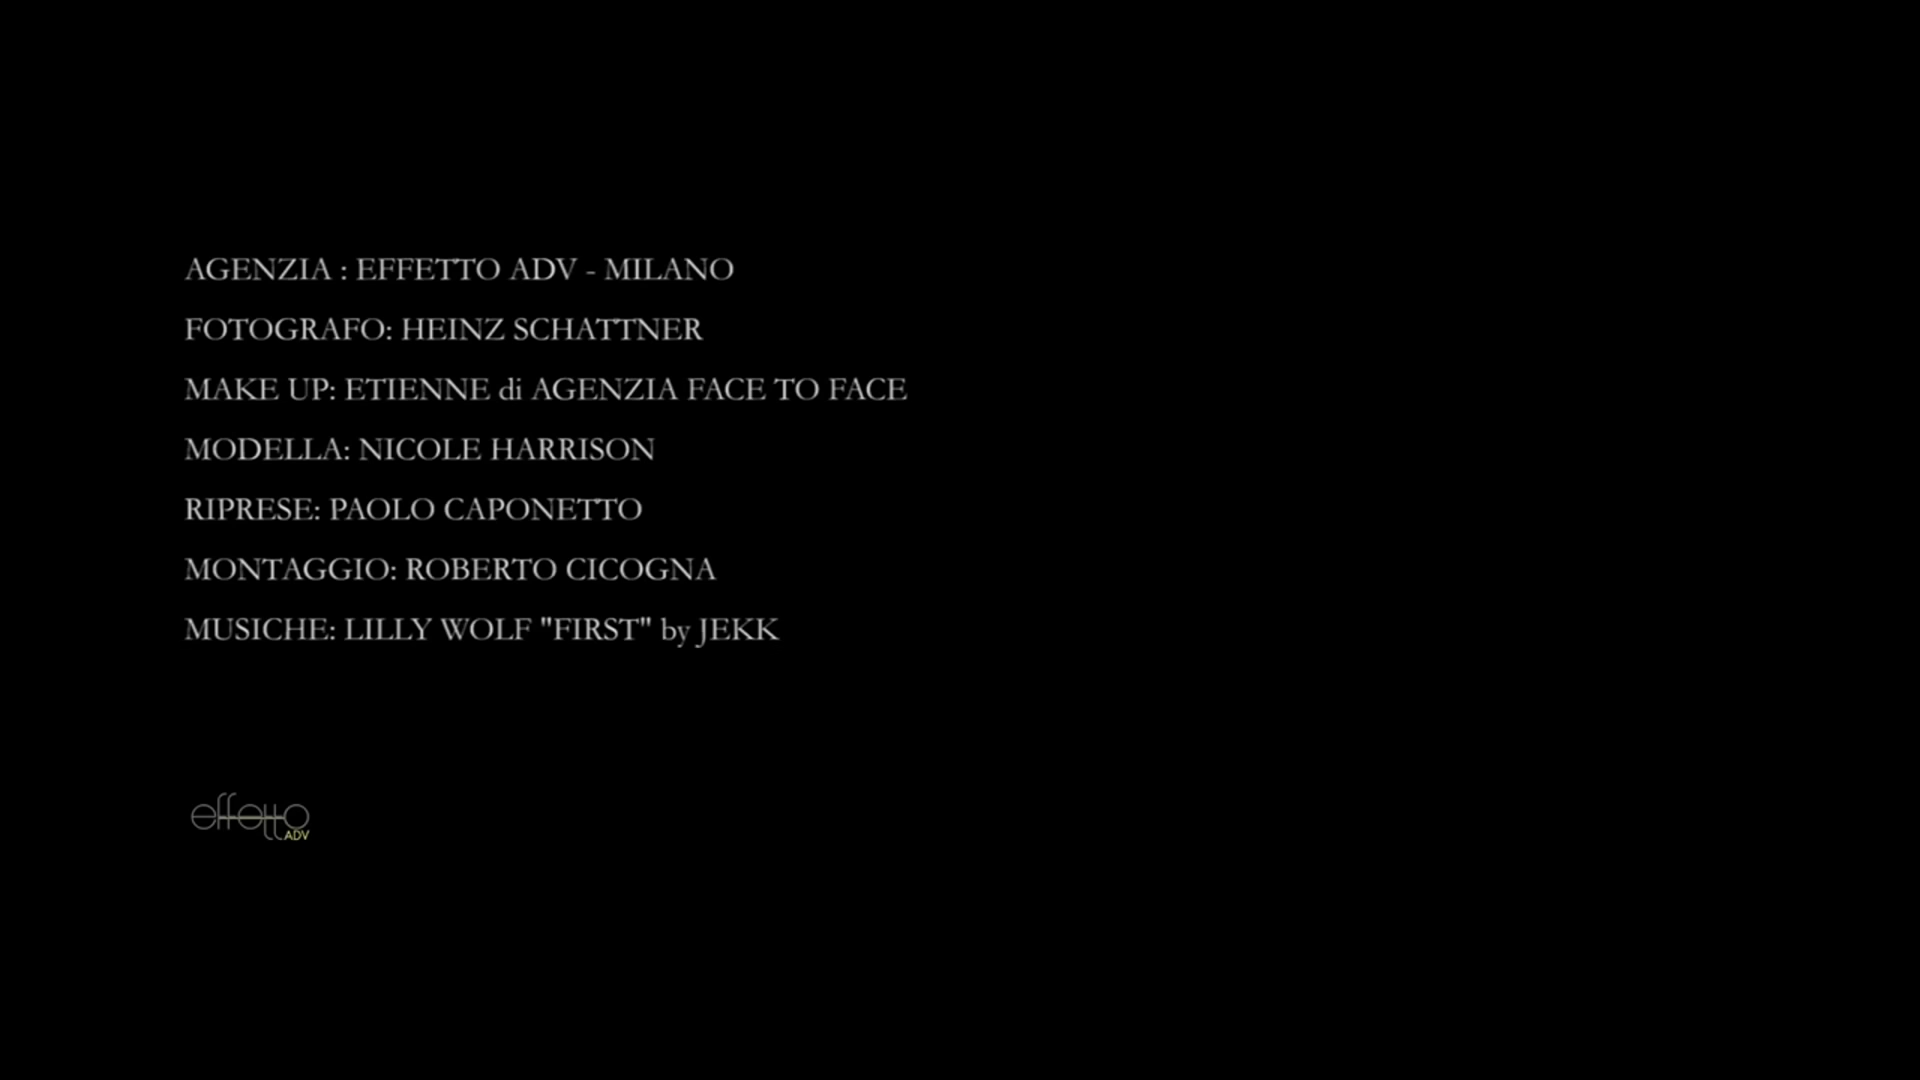 AGENZIA : EFFETTO ADV - MILANO
FOTOGRAFO: HEINZ SCHATTNER
MAKE UP: ETIENNE di AGENZIA FACE TO FACE
MODELLA: NICOLE HARRISON
RIPRESE: PAOLO CAPONETTO
MONTAGGIO: ROBERTO CICOGNA
MUSICHE: LILLY WOLF "FIRST" by JEKK
effetto
ADV